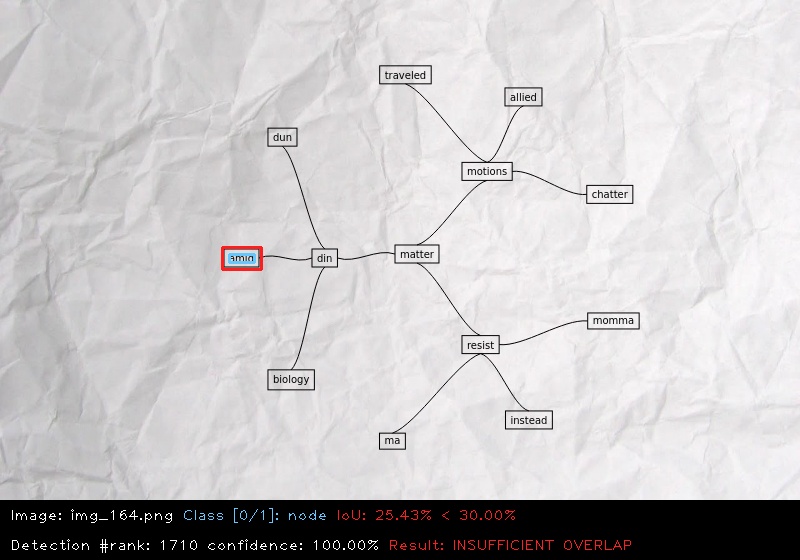 traveled
allied
dun
motions
chatter
matter
din
momma
resist
biology
instead
ma
Image: img_164.png Class [0/1]: node IoU: 25.43% < 30.00%
Detection #rank: 1710 confidence: 100.00% Result: INSUFFICIENT OVERLAP